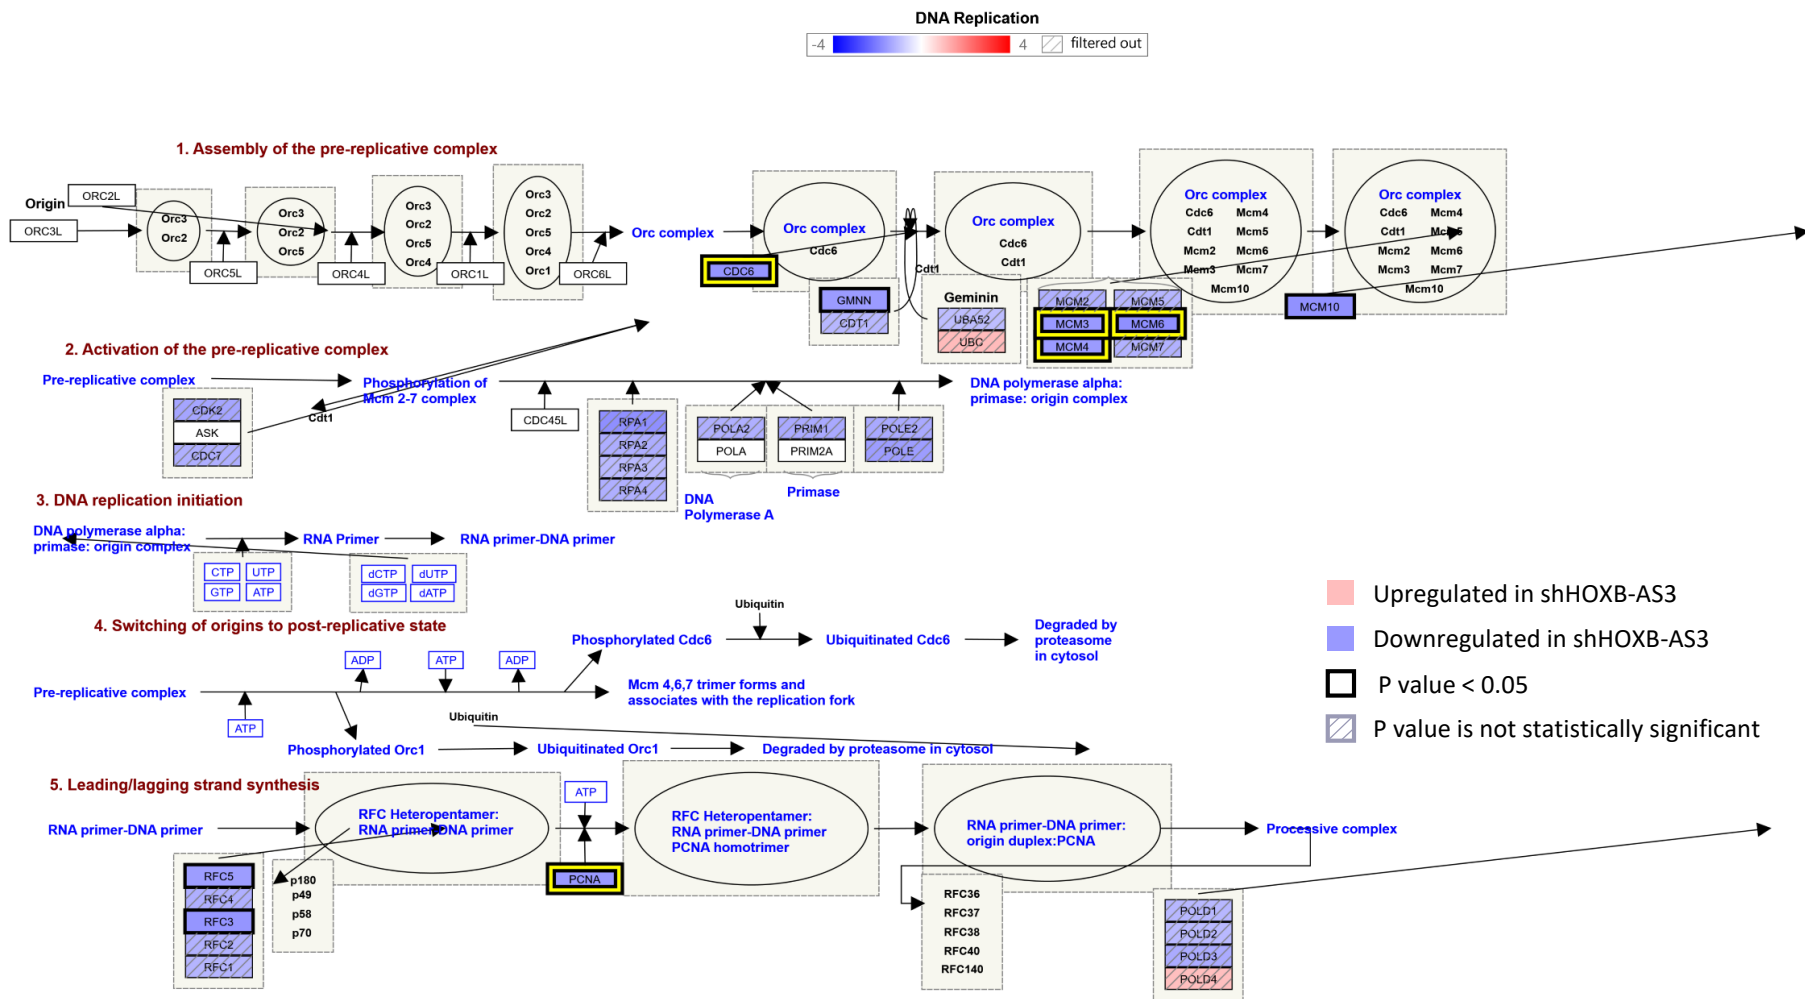 DNA Replication
-4
4
filtered out
1. Assembly of the pre-replicative complex
Origin
ORC2L
ORC3L
Orc3
Orc2
ORC5L
Orc3
Orc2
Orc5
ORC4L
Orc3
Orc2
Orc5
Orc4
ORC1L
Orc3
Orc2
Orc5
Orc4
Orc1
ORC6L
Orc complex
Orc complex
Cdc6
CDC6
Cdt1
GMNN
CDT1
Orc complex
Cdc6
Cdt1
Geminin
UBA52
UBC
MCM2
MCM5
MCM3
MCM6
MCM4
MCM7
Orc complex
Cdc6
Mcm4
Cdt1
Mcm5
Mcm2
Mcm6
Mcm3
Mcm7
Mcm10
MCM10
Orc complex
Cdc6
Mcm4
Cdt1
Mcm5
Mcm2
Mcm6
Mcm3
Mcm7
Mcm10
2. Activation of the pre-replicative complex
Pre-replicative complex
Phosphorylation of
Mcm 2-7 complex
Cdt1
CDK2
ASK
CDC7
CDC45L
RPA1
RPA2
RPA3
RPA4
POLA2
POLA
DNA
Polymerase A
PRIM1
PRIM2A
Primase
POLE2
POLE
DNA polymerase alpha:
primase: origin complex
3. DNA replication initiation
DNA polymerase alpha:
primase: origin complex
RNA Primer
RNA primer-DNA primer
CTP
UTP
GTP
ATP
dCTP
dUTP
dGTP
dATP
Upregulated in shHOXB-AS3
Downregulated in shHOXB-AS3
P value < 0.05
P value is not statistically significant
4. Switching of origins to post-replicative state
Ubiquitin
Phosphorylated Cdc6
Ubiquitinated Cdc6
Degraded by
proteasome
in cytosol
ADP
ATP
ADP
Pre-replicative complex
Mcm 4,6,7 trimer forms and
associates with the replication fork
ATP
Ubiquitin
Phosphorylated Orc1
Ubiquitinated Orc1
Degraded by proteasome in cytosol
5. Leading/lagging strand synthesis
RNA primer-DNA primer
RFC Heteropentamer:
RNA primer-DNA primer
ATP
PCNA
RFC Heteropentamer:
RNA primer-DNA primer
PCNA homotrimer
RNA primer-DNA primer:
origin duplex:PCNA
Processive complex
RFC5
RFC4
RFC3
RFC2
RFC1
p180
p49
p58
p70
RFC36
RFC37
RFC38
RFC40
RFC140
POLD1
POLD2
POLD3
POLD4